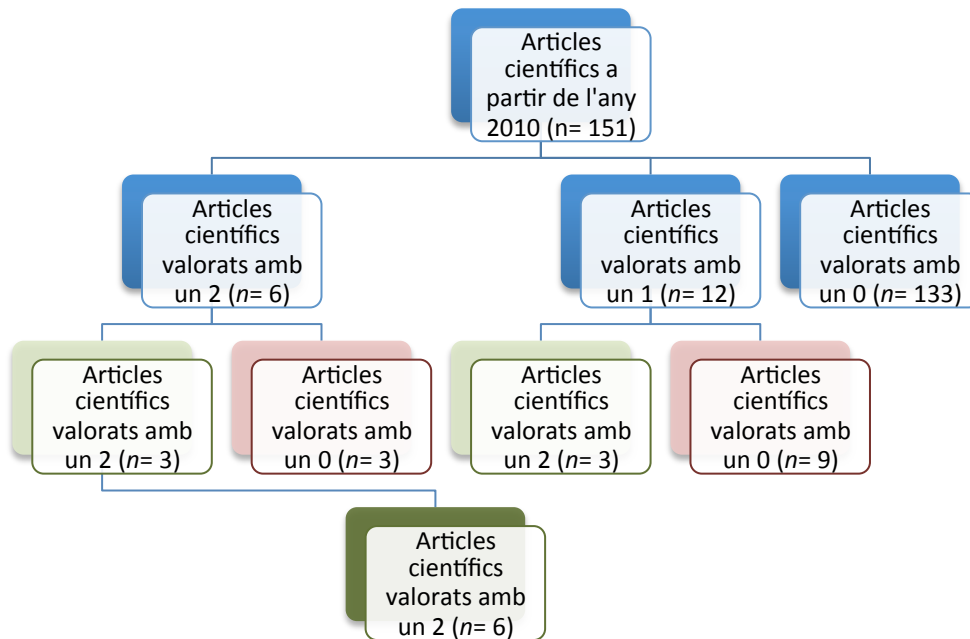 Articles
científics a
partir de l'any
2010 (n= 151)
Articles
científics
valorats amb
un 2 (n= 6)
Articles
científics
valorats amb
un 1 (n= 12)
Articles
científics
valorats amb
un 0 (n= 133)
Articles
científics
valorats amb
un 2 (n= 3)
Articles
científics
valorats amb
un 0 (n= 3)
Articles
científics
valorats amb
un 2 (n= 3)
Articles
científics
valorats amb
un 0 (n= 9)
Articles
científics
valorats amb
un 2 (n= 6)